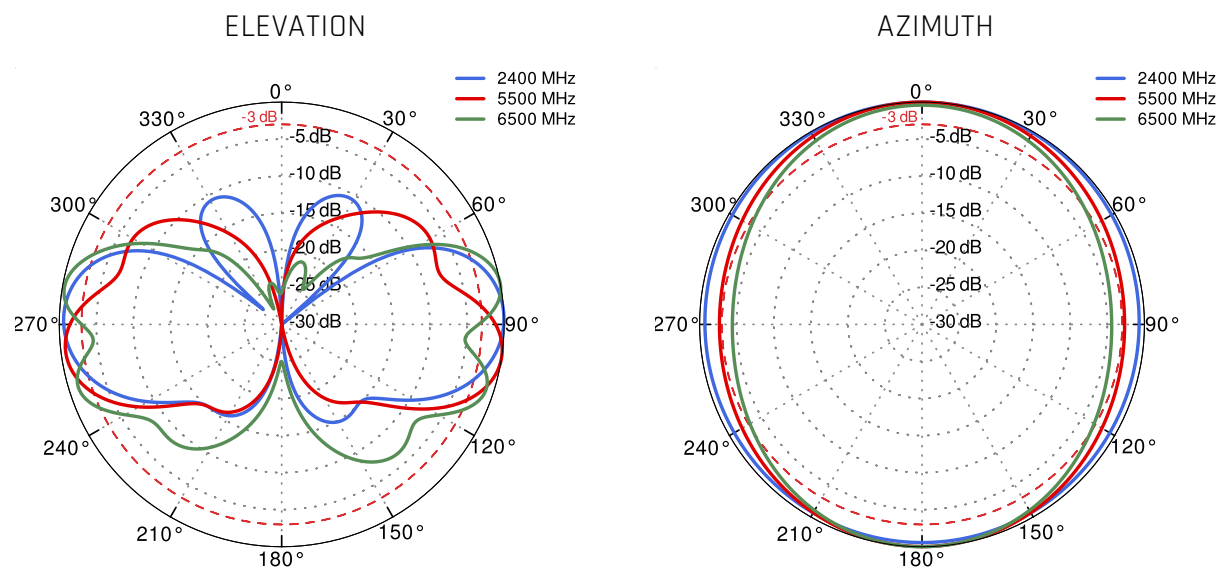 ELEVATION
2400 MHz
5500 MHz
6500 MHz
0°
-3 dB
330°
30°
-5 dB
-10 dB
300°
-15 dB
60°
-20 dB
-25 dB
270°
-30 dB
90°
240°
120°
210°
150°
180°
AZIMUTH
2400 MHz
5500 MHz
6500 MHz
0°
-3 dB
330°
30°
-5 dB
-10 dB
300°
-15 dB
60°
-20 dB
-25 dB
270°
-30 dB
90°
240°
120°
210°
150°
180°